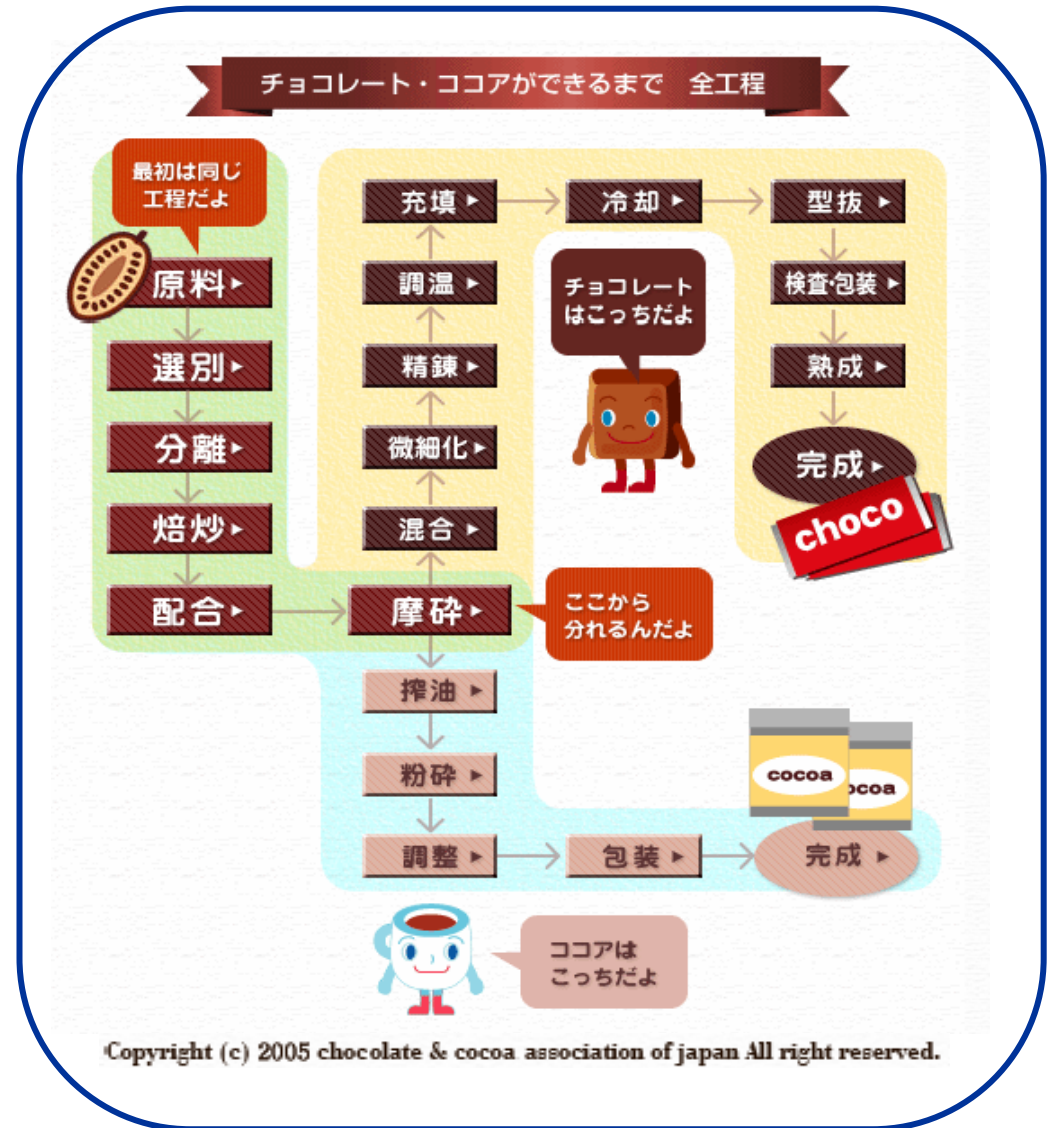 チョコレート・ココアができるまで　全工程
最初は同じ
工程だよ
原料
選別
分離
焙炒
配合
摩砕
ここから
分れるんだよ
混合
微細化
精錬
調温
充填
冷却
型抜
検査・包装
熟成
完成
choco
チョコレート
はこっちだよ
搾油
粉砕
調整
包装
完成
cocoa
ocoa
ココアは
こっちだよ
Copyright (c) 2005 chocolate & cocoa association of japan All right reserved.